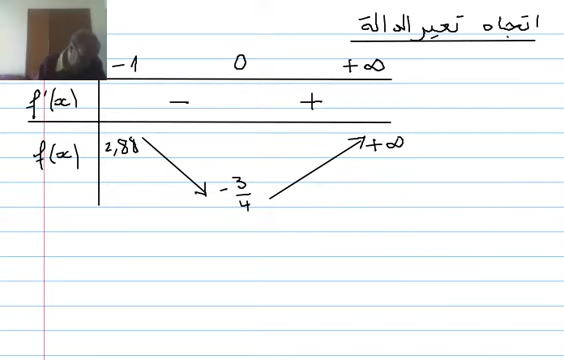 اتجاه تغير الدالة
-1 0 +∞
f'(x) - +
f(x) 2,88 -3/4 +∞